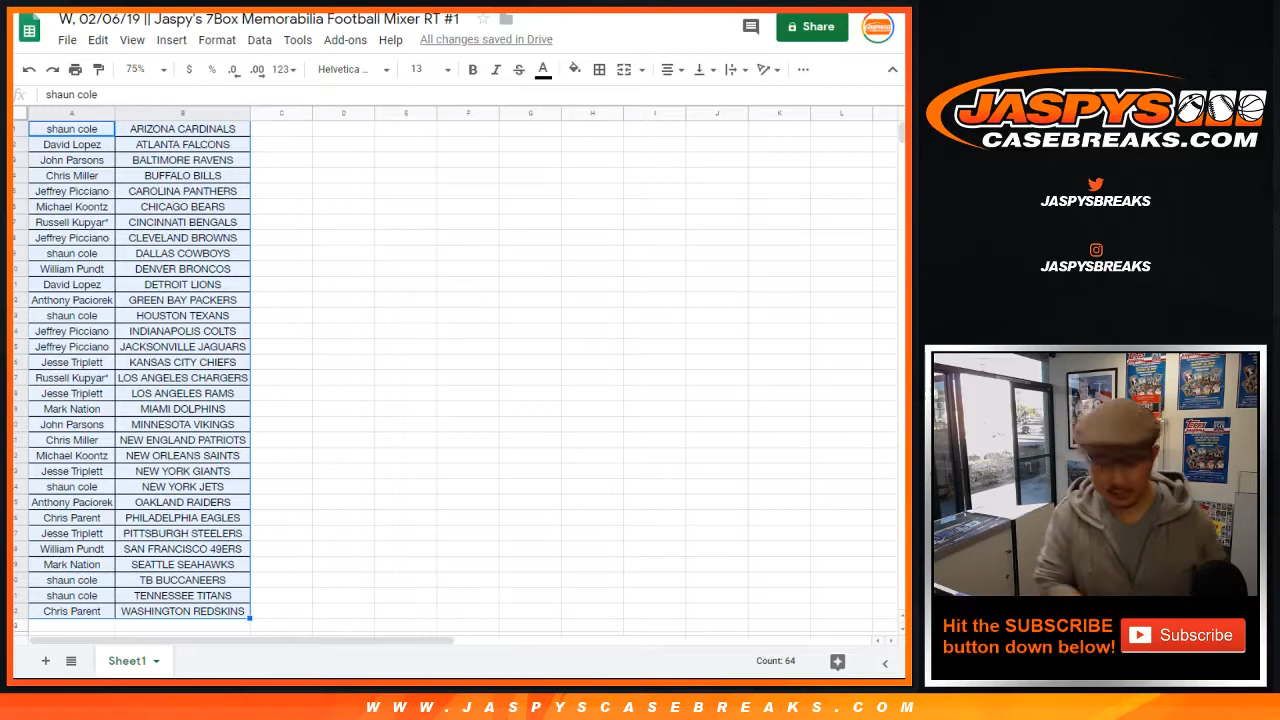 W, 02/06/19 || Jaspy's 7Box Memorabilia Football Mixer RT #1
File Edit View Format Data Tools Add-ons Help All changes saved in Drive
Share
75% $ % .0 .00 123 Helvetica ... 13 B I S A
fx shaun cole
A B C D E F G H I J K L
shaun cole ARIZONA CARDINALS
David Lopez ATLANTA FALCONS
John Parsons BALTIMORE RAVENS
Chris Miller BUFFALO BILLS
Jeffrey Picciano CAROLINA PANTHERS
Michael Koontz CHICAGO BEARS
Russell Kupyar* CINCINNATI BENGALS
Jeffrey Picciano CLEVELAND BROWNS
shaun cole DALLAS COWBOYS
William Pundt DENVER BRONCOS
David Lopez DETROIT LIONS
Anthony Paciorek GREEN BAY PACKERS
shaun cole HOUSTON TEXANS
Jeffrey Picciano INDIANAPOLIS COLTS
Jeffrey Picciano JACKSONVILLE JAGUARS
Jesse Triplett KANSAS CITY CHIEFS
Russell Kupyar* LOS ANGELES CHARGERS
Jesse Triplett LOS ANGELES RAMS
Mark Nation MIAMI DOLPHINS
John Parsons MINNESOTA VIKINGS
Chris Miller NEW ENGLAND PATRIOTS
Michael Koontz NEW ORLEANS SAINTS
Jesse Triplett NEW YORK GIANTS
shaun cole NEW YORK JETS
Anthony Paciorek OAKLAND RAIDERS
Chris Parent PHILADELPHIA EAGLES
Jesse Triplett PITTSBURGH STEELERS
William Pundt SAN FRANCISCO 49ERS
Mark Nation SEATTLE SEAHAWKS
shaun cole TB BUCCANEERS
shaun cole TENNESSEE TITANS
Chris Parent WASHINGTON REDSKINS
Sheet1
Count: 64
JASPYS
CASEBREAKS.COM
JASPYSBREAKS
JASPYSBREAKS
Hit the SUBSCRIBE
button down below!
Subscribe
WWW.JASPYSCASEBREAKS.COM